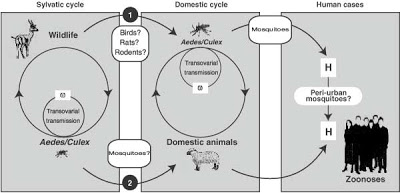 Sylvatic cycle
Domestic cycle
Human cases
1
Wildlife
Birds?
Rats?
Rodents?
Aedes/Culex
Mosquitoes
Transovarial
transmission
ω
H
Peri-urban
mosquitoes?
H
ω
Transovarial
transmission
Aedes/Culex
Mosquitoes?
Domestic animals
2
Zoonoses